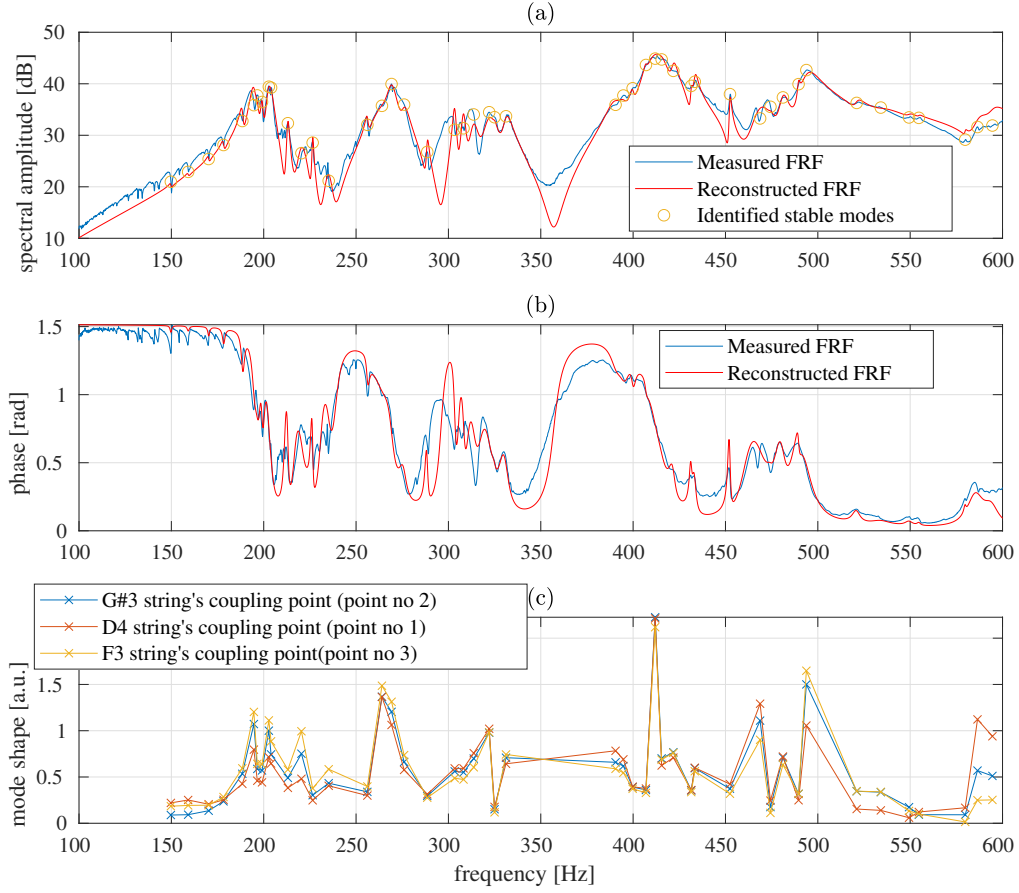 (a)
50
40
30
20
10
spectral amplitude [dB]
Measured FRF
Reconstructed FRF
Identified stable modes
100 150 200 250 300 350 400 450 500 550 600
(b)
1.5
1
0.5
0
phase [rad]
Measured FRF
Reconstructed FRF
100 150 200 250 300 350 400 450 500 550 600
(c)
G#3 string's coupling point (point no 2)
D4 string's coupling point (point no 1)
F3 string's coupling point(point no 3)
1.5
1
0.5
0
mode shape [a.u.]
100 150 200 250 300 350 400 450 500 550 600
frequency [Hz]